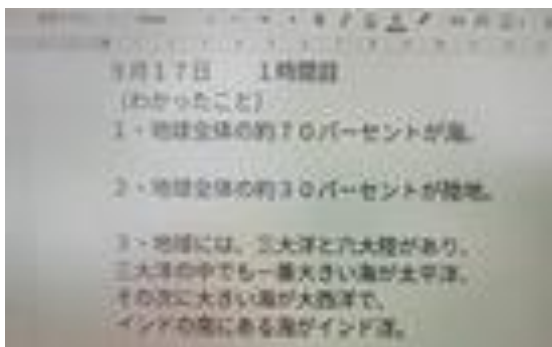 9月17日　1時間目
(わかったこと)
1・地球全体の約70パーセントが海。
2・地球全体の約30パーセントが陸地。
3・地球には、三大洋と六大陸があり、
三大洋の中でも一番大きい海が太平洋、
その次に大きい海が大西洋で、
インドの南にある海がインド洋。